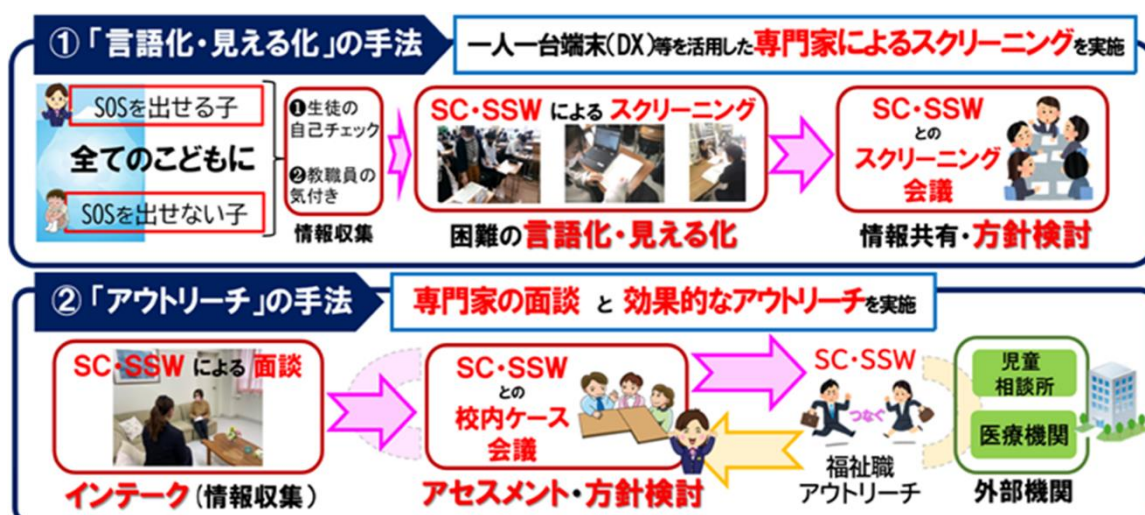 ①「言語化・見える化」の手法
一人一台端末(DX)等を活用した専門家によるスクリーニングを実施
SOSを出せる子
全てのこどもに
SOSを出せない子
❶生徒の
自己チェック
❷教職員の
気付き
情報収集
SC・SSWによるスクリーニング
困難の言語化・見える化
SC・SSW
との
スクリーニング
会議
情報共有・方針検討
②「アウトリーチ」の手法
専門家の面談と効果的なアウトリーチを実施
SC・SSWによる面談
インテーク(情報収集)
SC・SSW
との
校内ケース
会議
アセスメント・方針検討
SC・SSW
つなぐ
福祉職
アウトリーチ
児童
相談所
医療機関
外部機関